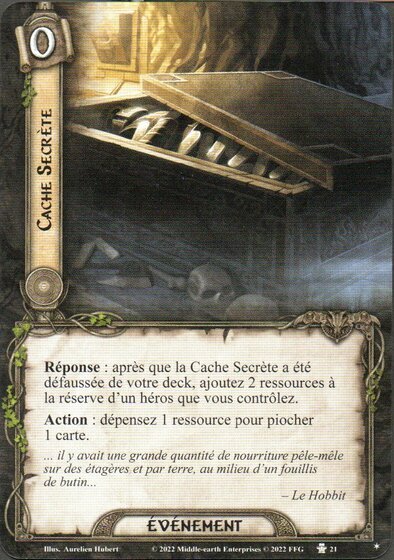 0
CACHE SECRÈTE
Réponse : après que la Cache Secrète a été
défaussée de votre deck, ajoutez 2 ressources à
la réserve d'un héros que vous contrôlez.
Action : dépensez 1 ressource pour piocher
1 carte.
... il y avait une grande quantité de nourriture pêle-mêle
sur des étagères et par terre, au milieu d'un fouillis
de butin...
– Le Hobbit
ÉVÉNEMENT
Illus. Aurelien Hubert © 2022 Middle-earth Enterprises © 2022 FFG 21